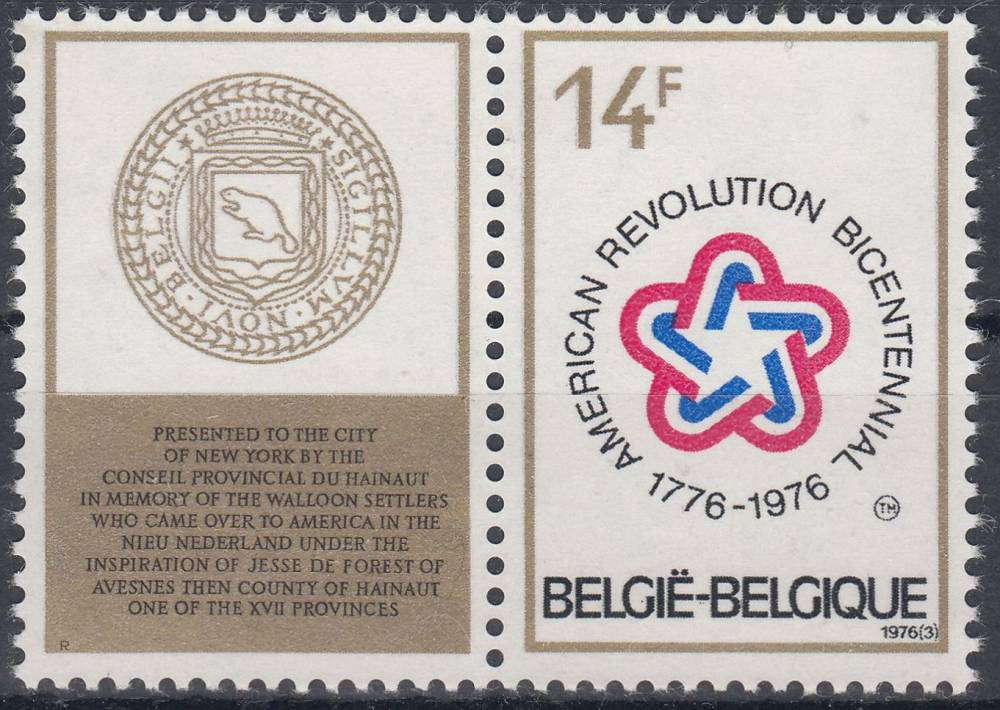 SIGILLVM · NOVI · BELGII
PRESENTED TO THE CITY
OF NEW YORK BY THE
CONSEIL PROVINCIAL DU HAINAUT
IN MEMORY OF THE WALLOON SETTLERS
WHO CAME OVER TO AMERICA IN THE
NIEU NEDERLAND UNDER THE
INSPIRATION OF JESSE DE FOREST OF
AVESNES THEN COUNTY OF HAINAUT
ONE OF THE XVII PROVINCES
R
14F
AMERICAN REVOLUTION BICENTENNIAL
1776-1976
TM
BELGIË-BELGIQUE
1976(3)